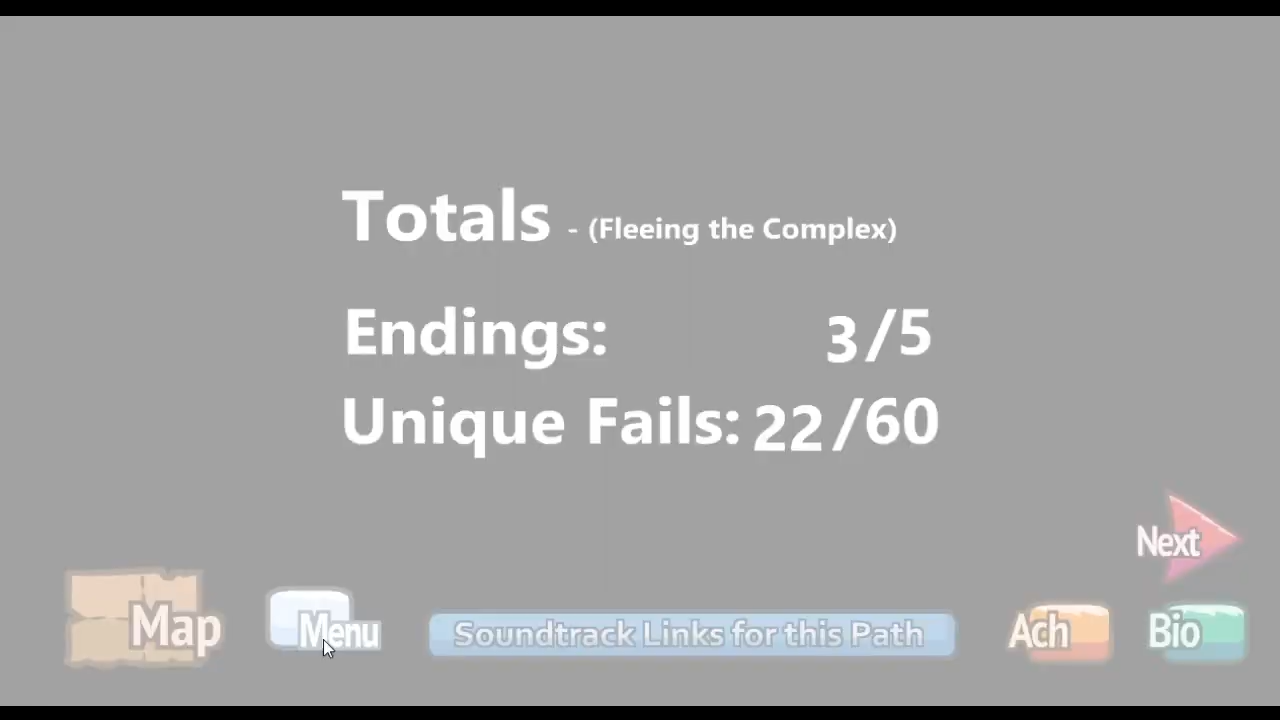 Totals - (Fleeing the Complex)
Endings: 3/5
Unique Fails: 22/60
Next
Map
Menu
Soundtrack Links for this Path
Ach
Bio